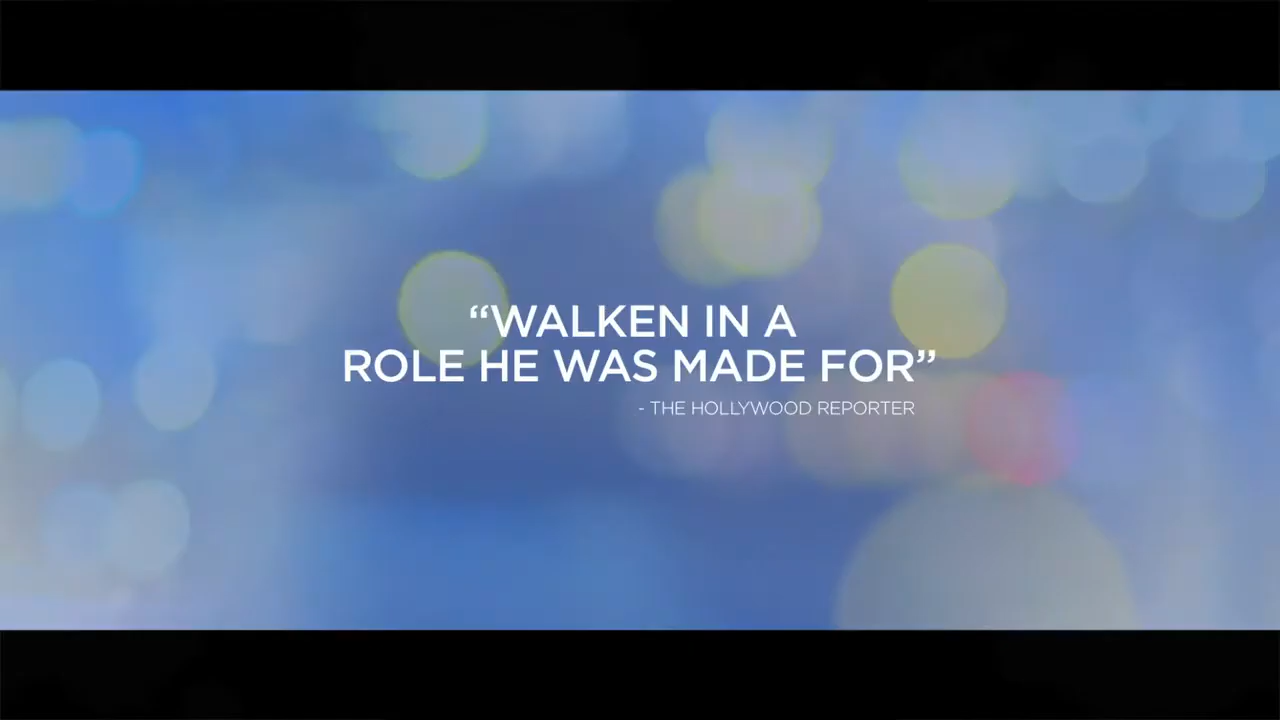 “WALKEN IN A
ROLE HE WAS MADE FOR”
- THE HOLLYWOOD REPORTER